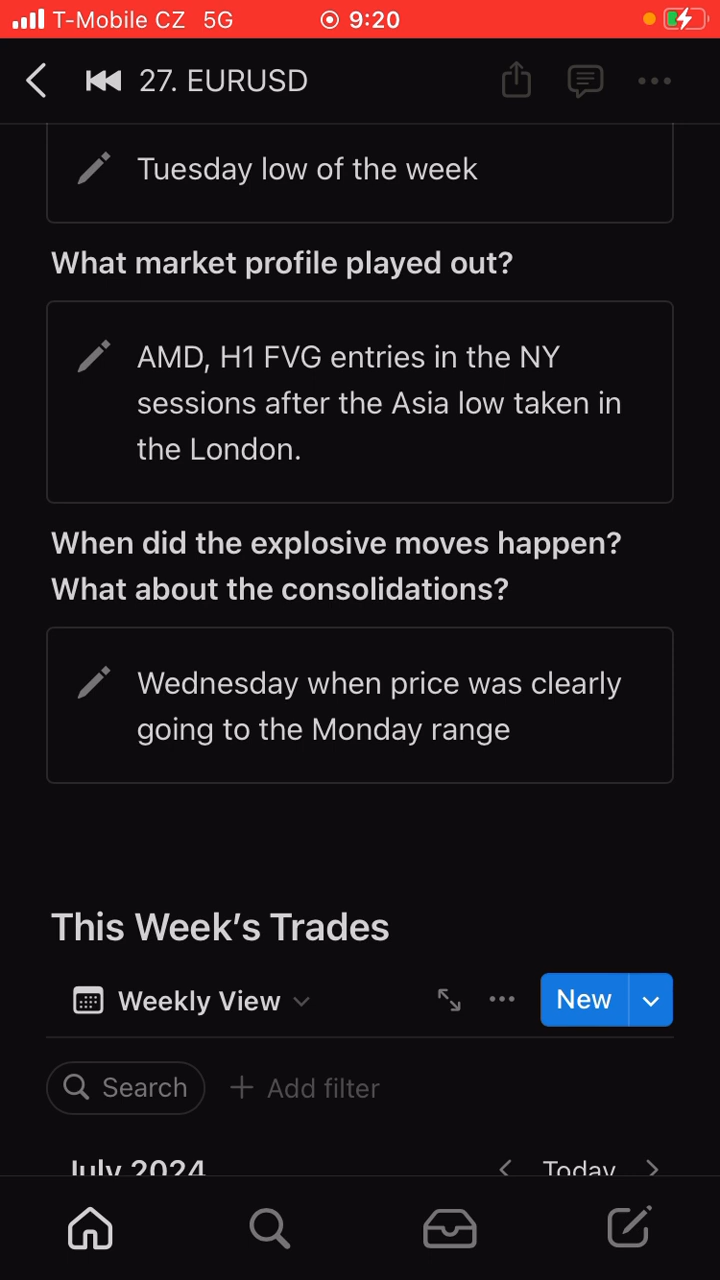 T-Mobile CZ 5G 9:20
27. EURUSD
Tuesday low of the week
What market profile played out?
AMD, H1 FVG entries in the NY
sessions after the Asia low taken in
the London.
When did the explosive moves happen?
What about the consolidations?
Wednesday when price was clearly
going to the Monday range
This Week's Trades
Weekly View New
Search + Add filter
July 2024 Today